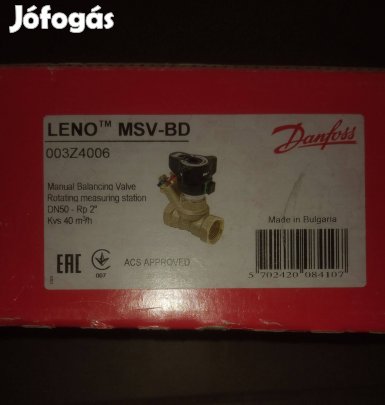 Jófogás
LENO™ MSV-BD
003Z4006
Danfoss
Manual Balancing Valve
Rotating measuring station
DN50 - Rp 2"
Kvs 40 m³/h
Made in Bulgaria
EAC
007
ACS APPROVED
5 702420 084107